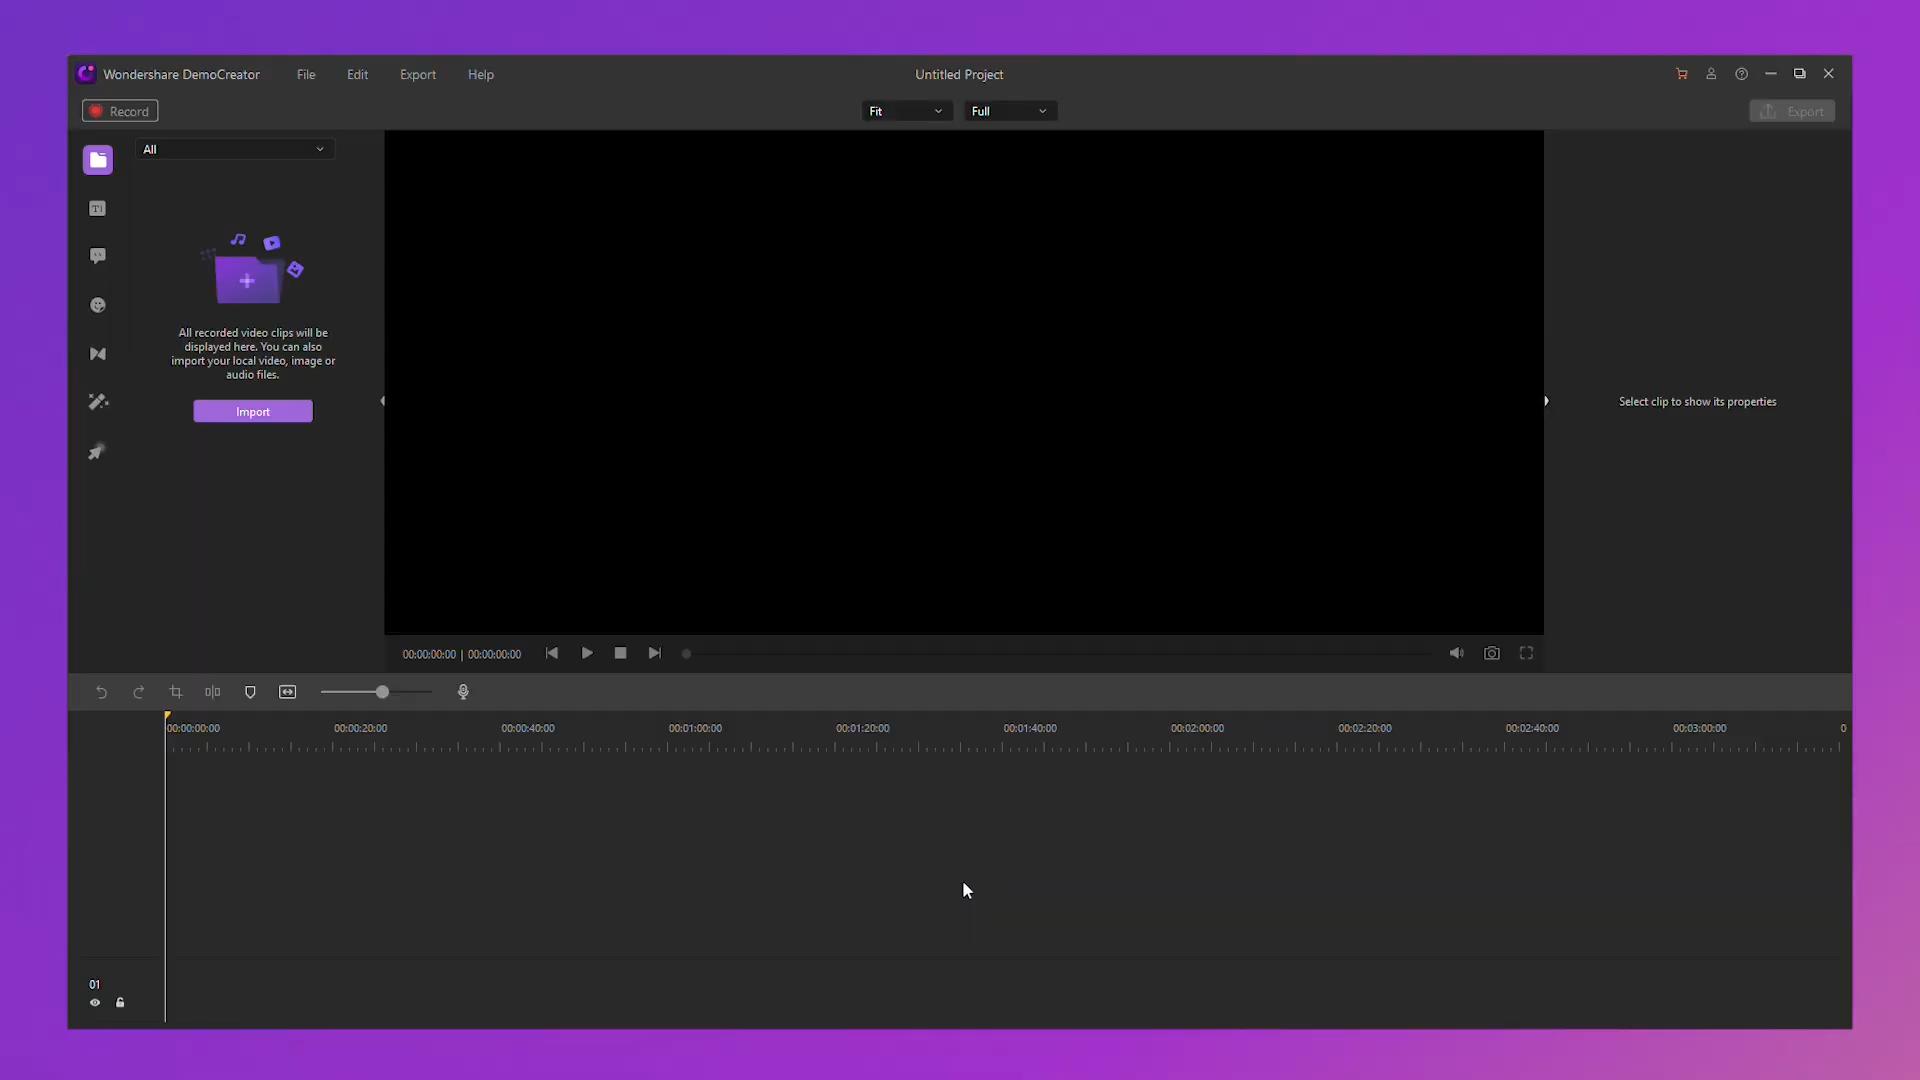 Wondershare DemoCreator File Edit Export Help Untitled Project
Record Fit Full Export
All
All recorded video clips will be
displayed here. You can also
import your local video, image or
audio files.
Import
Select clip to show its properties
00:00:00:00 | 00:00:00:00
00:00:00:00 00:00:20:00 00:00:40:00 00:01:00:00 00:01:20:00 00:01:40:00 00:02:00:00 00:02:20:00 00:02:40:00 00:03:00:00 0
01